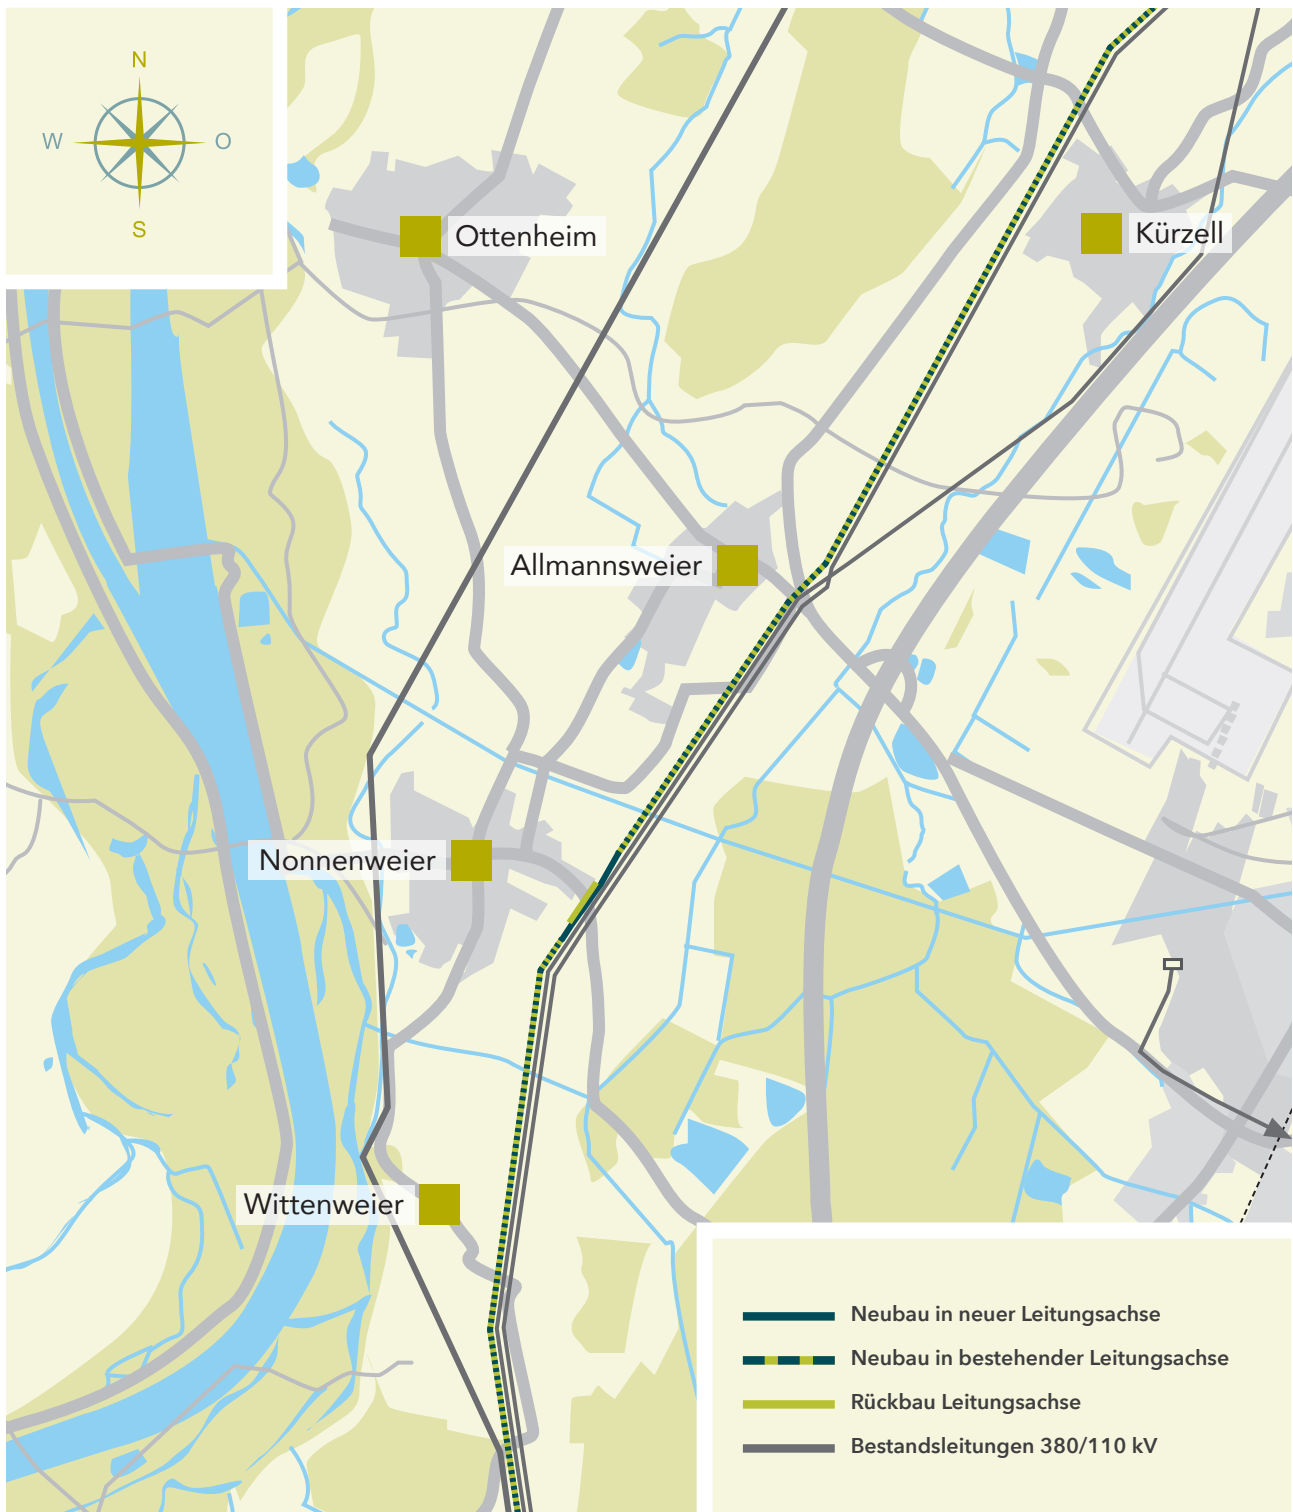 N
W
O
S
Ottenheim
Kürzell
Allmannsweier
Nonnenweier
Wittenweier
Neubau in neuer Leitungsachse
Neubau in bestehender Leitungsachse
Rückbau Leitungsachse
Bestandsleitungen 380/110 kV